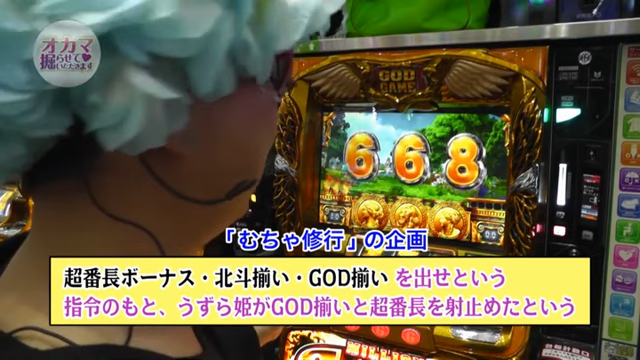 オカマ
掘らせて♥
いただきます
GOD
GAME
668
「むちゃ修行」の企画
超番長ボーナス・北斗揃い・GOD揃い を出せという
指令のもと、うずら姫がGOD揃いと超番長を射止めたという